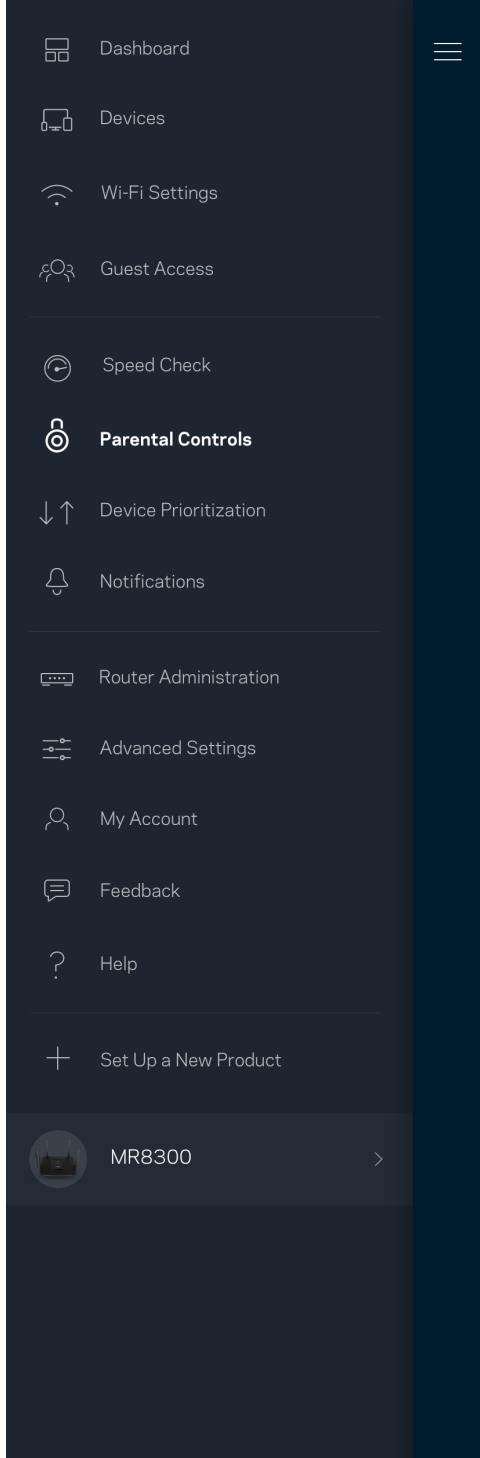 Dashboard
Devices
Wi-Fi Settings
Guest Access
Speed Check
Parental Controls
Device Prioritization
Notifications
Router Administration
Advanced Settings
My Account
Feedback
Help
Set Up a New Product
MR8300